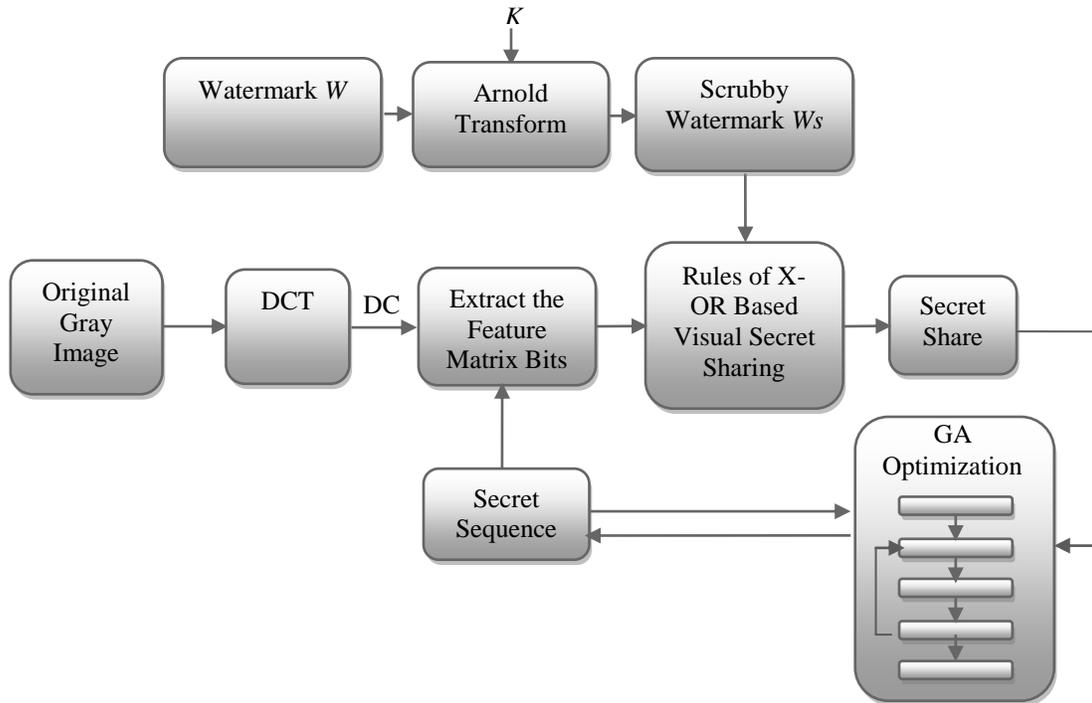 K
Watermark W
Arnold
Transform
Scrubby
Watermark Ws
Original
Gray
Image
DCT
DC
Extract the
Feature
Matrix Bits
Rules of X-
OR Based
Visual Secret
Sharing
Secret
Share
GA
Optimization
Secret
Sequence